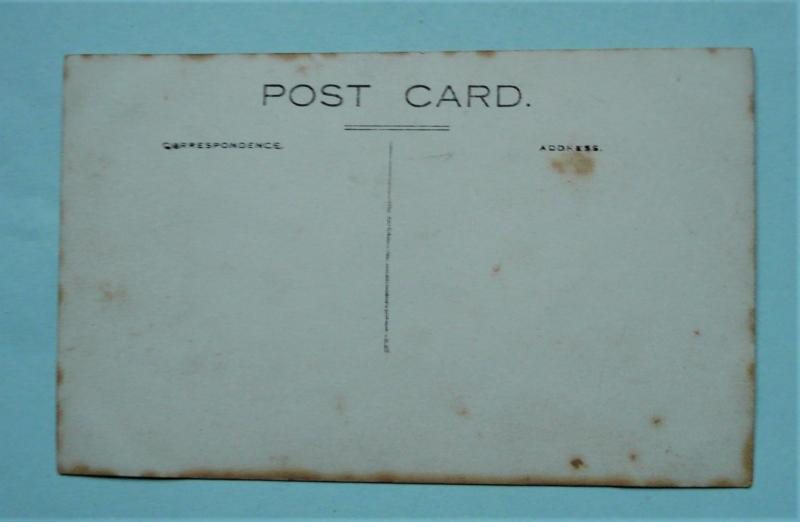 POST CARD.
CORRESPONDENCE.
ADDRESS.